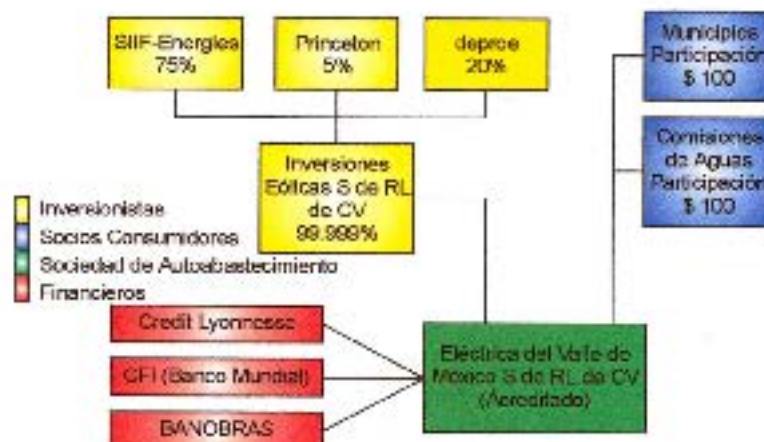 SIIF-Energies
75%
Princeton
5%
deproe
20%
Municipios
Participación
$ 100
Comisiones
de Aguas
Participación
$ 100
Inversiones
Eólicas S de RL
de CV
99.999%
Inversionistas
Socios Consumidores
Sociedad de Autoabastecimiento
Financieros
Credit Lyonnesse
CFI (Banco Mundial)
BANOBRAS
Eléctrica del Valle de
México S de RL de CV
(Acreditado)